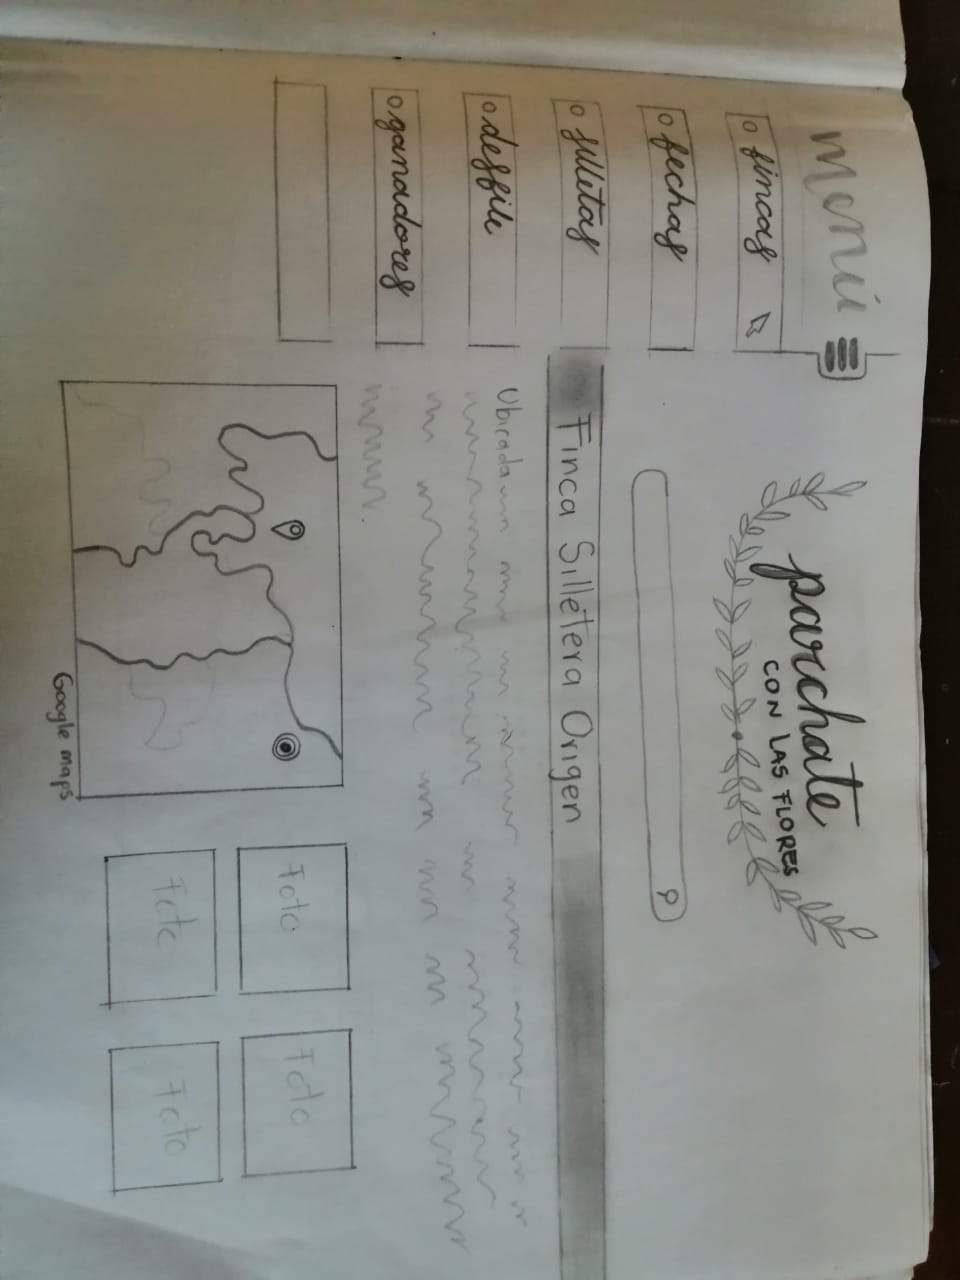 menú
fincas
fechas
silletas
desfile
ganadores
parchate
CON LAS FLORES
Finca Silletera Origen
Ubicada
Foto
Foto
Foto
Foto
Google maps